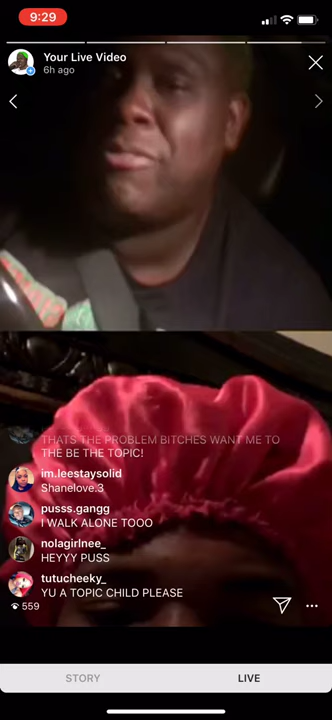 9:29
Your Live Video
6h ago
THATS THE PROBLEM BITCHES WANT ME TO
THE BE THE TOPIC!
im.leestaysolid
Shanelove.3
pusss.gangg
I WALK ALONE TOOO
nolagirlnee_
HEYYY PUSS
tutucheeky_
YU A TOPIC CHILD PLEASE
559
STORY
LIVE